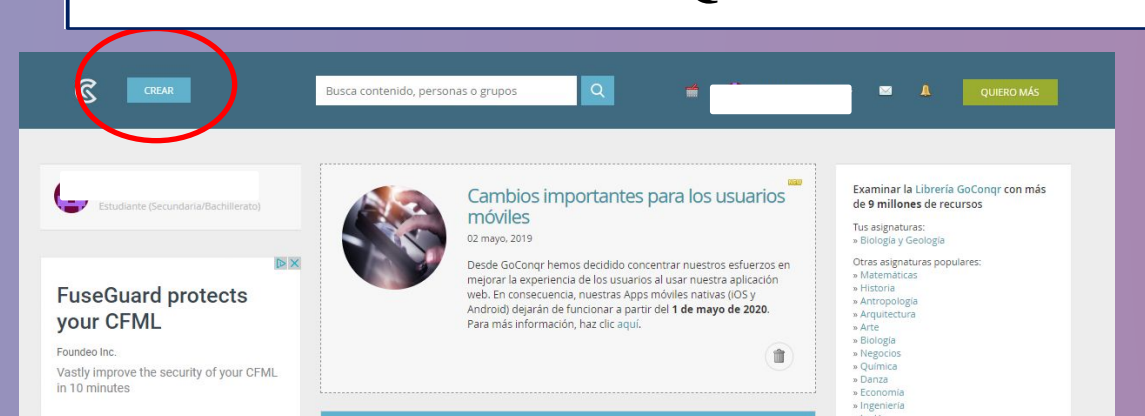 CREAR
Busca contenido, personas o grupos
QUIERO MÁS
Estudiante (Secundaria/Bachillerato)
FuseGuard protects
your CFML
Foundeo Inc.
Vastly improve the security of your CFML
in 10 minutes
Cambios importantes para los usuarios
móviles
02 mayo, 2019
Desde GoConqr hemos decidido concentrar nuestros esfuerzos en
mejorar la experiencia de los usuarios al usar nuestra aplicación
web. En consecuencia, nuestras Apps móviles nativas (iOS y
Android) dejarán de funcionar a partir del 1 de mayo de 2020.
Para más información, haz clic aquí.
Examinar la Librería GoConqr con más
de 9 millones de recursos
Tus asignaturas:
» Biología y Geología
Otras asignaturas populares:
» Matemáticas
» Historia
» Antropología
» Arquitectura
» Arte
» Biología
» Negocios
» Química
» Danza
» Economía
» Ingeniería